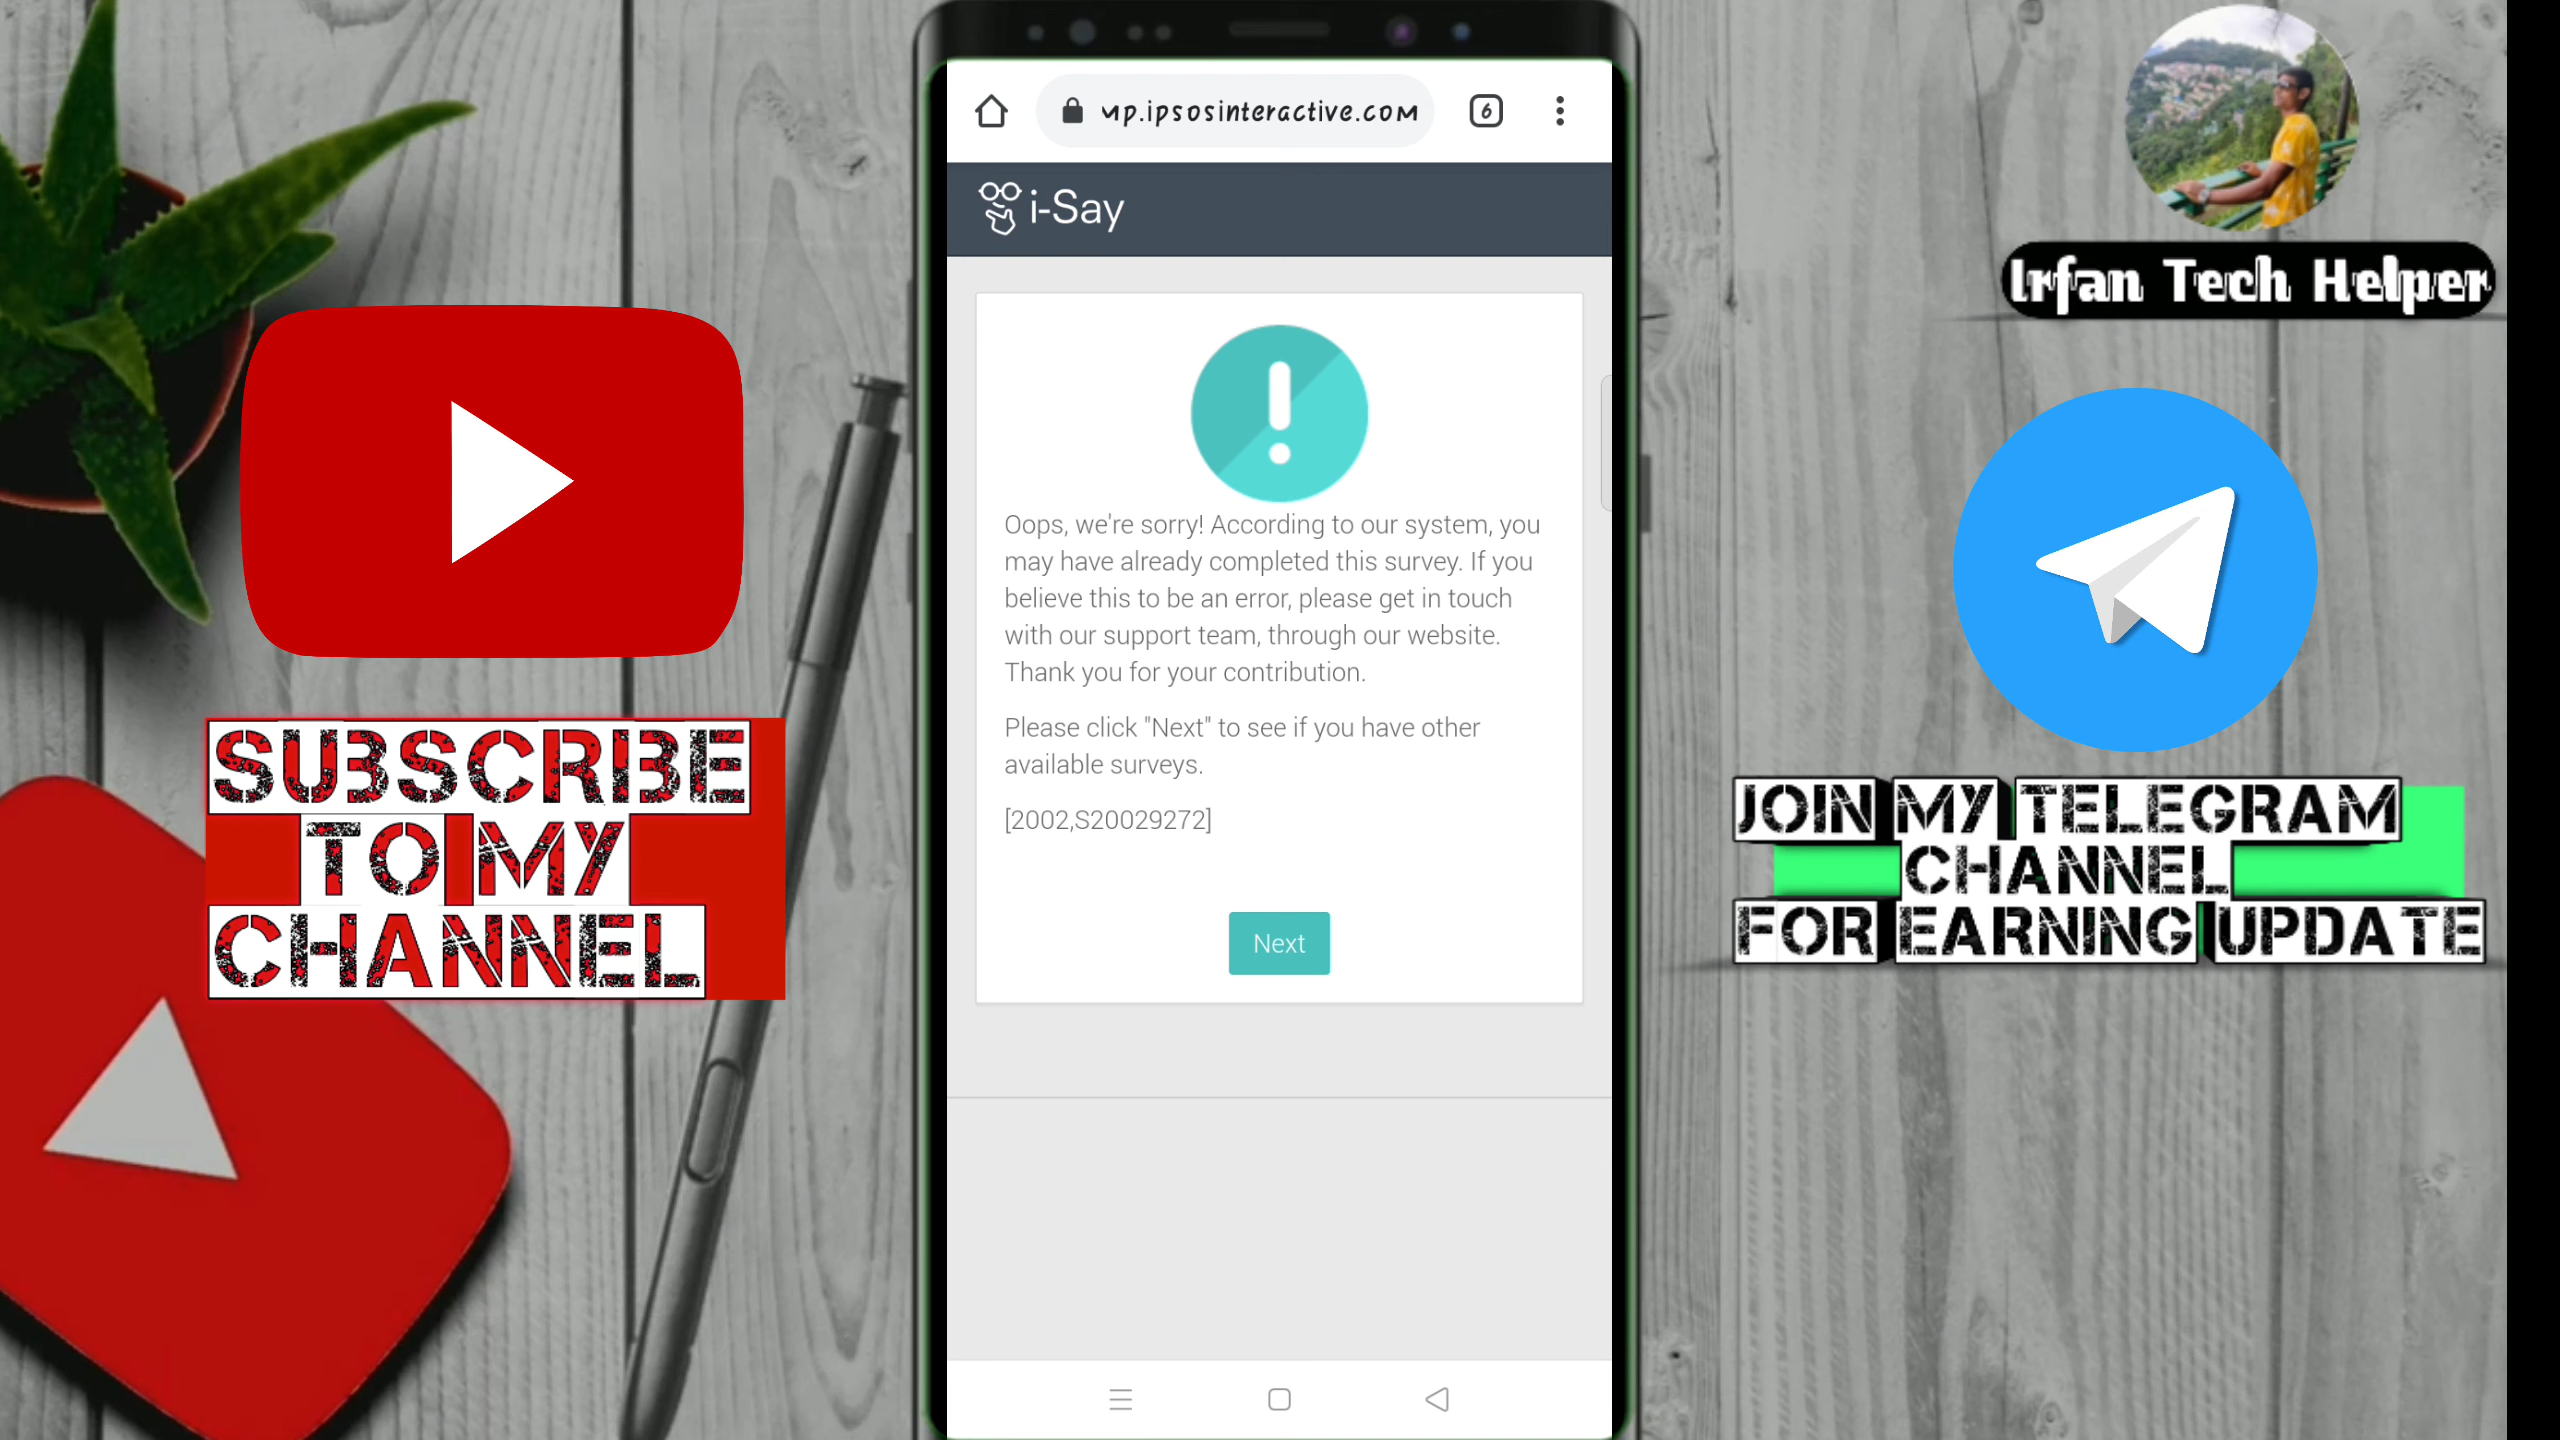 mp.ipsosinteractive.com
6
i-Say
Oops, we're sorry! According to our system, you
may have already completed this survey. If you
believe this to be an error, please get in touch
with our support team, through our website.
Thank you for your contribution.
Please click "Next" to see if you have other
available surveys.
[2002,S20029272]
Next
SUBSCRIBE
TO MY
CHANNEL
Irfan Tech Helper
JOIN MY TELEGRAM
CHANNEL
FOR EARNING UPDATE